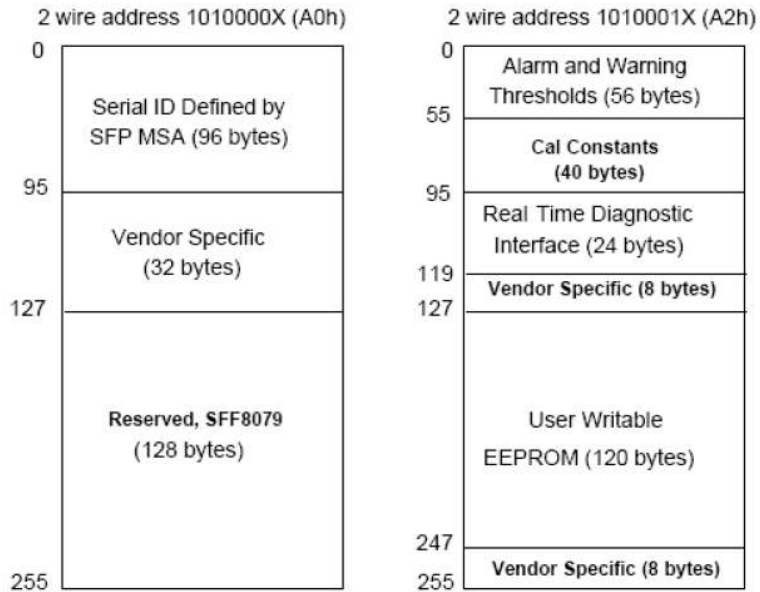 2 wire address 1010000X (A0h)
0
Serial ID Defined by
SFP MSA (96 bytes)
95
Vendor Specific
(32 bytes)
127
Reserved, SFF8079
(128 bytes)
255
2 wire address 1010001X (A2h)
0
Alarm and Warning
Thresholds (56 bytes)
55
Cal Constants
(40 bytes)
95
Real Time Diagnostic
Interface (24 bytes)
119
Vendor Specific (8 bytes)
127
User Writable
EEPROM (120 bytes)
247
Vendor Specific (8 bytes)
255